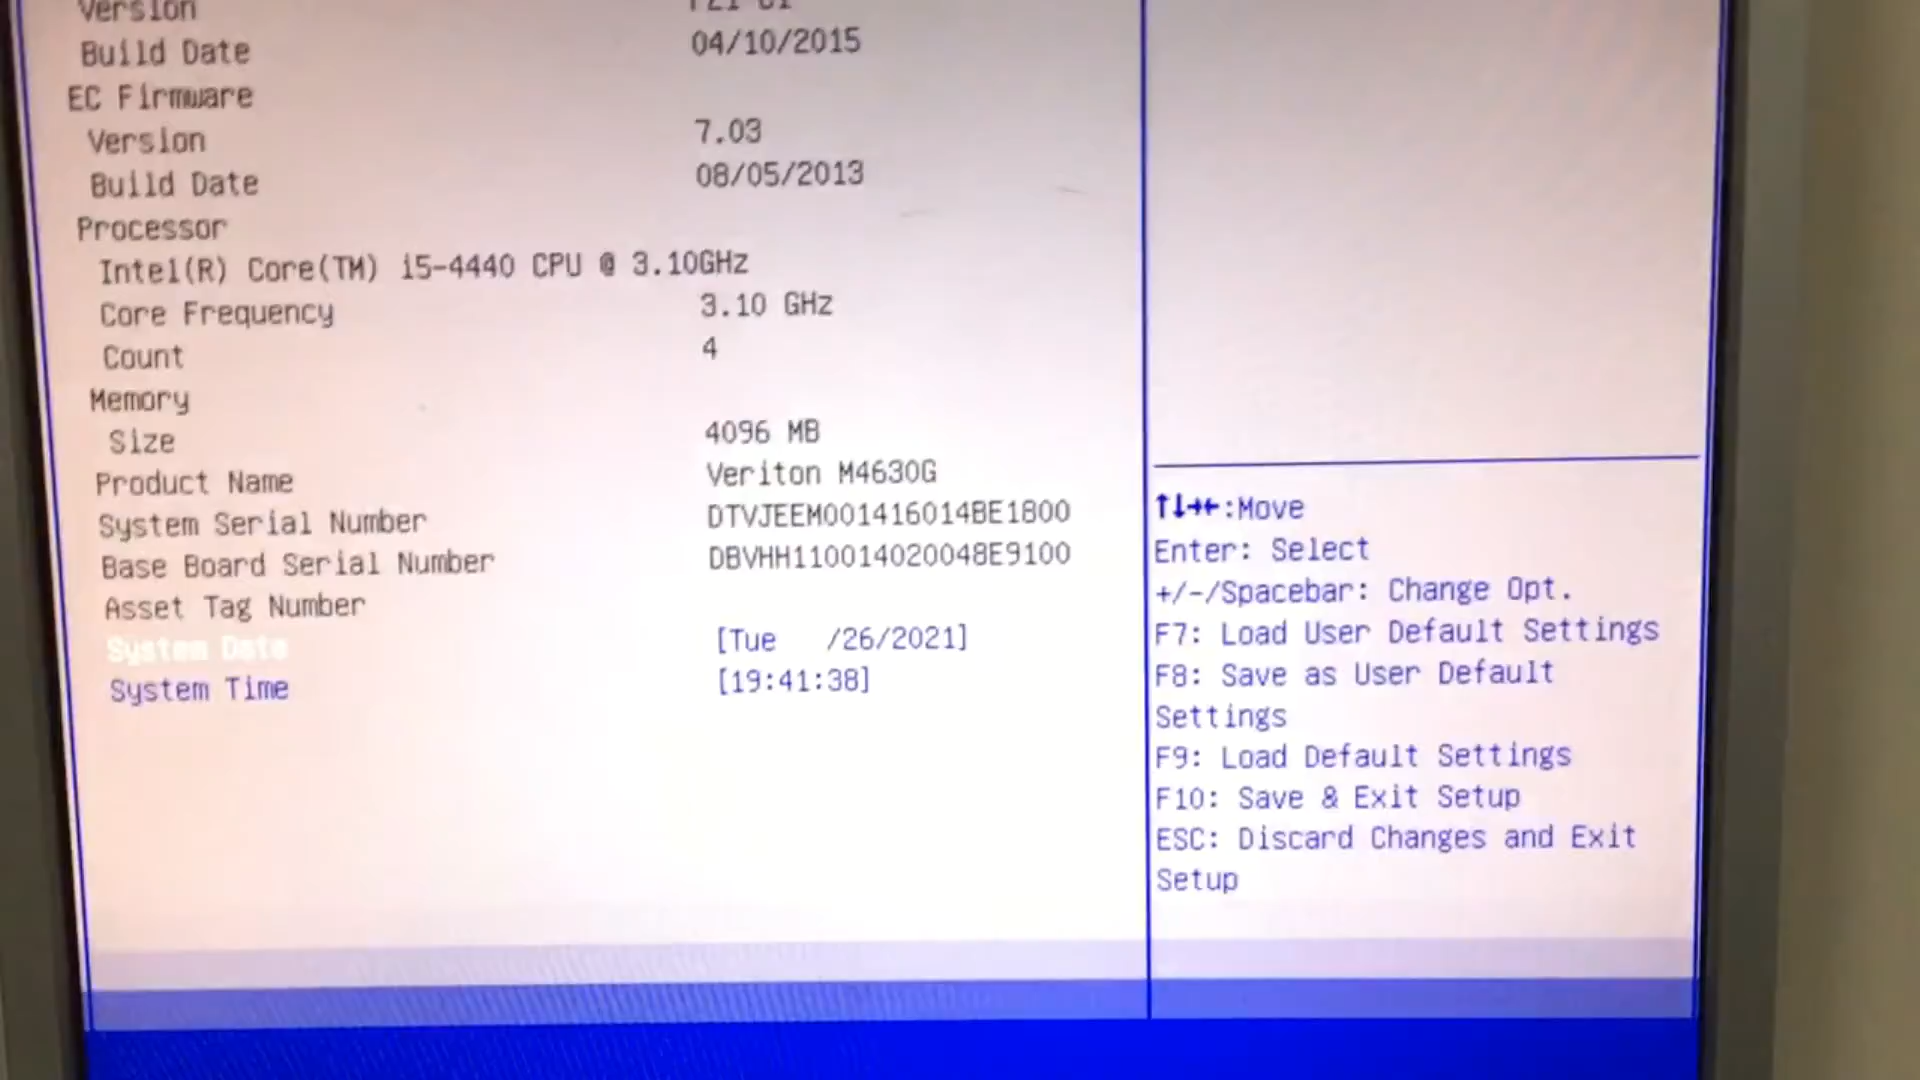 Version
Build Date 04/10/2015
EC Firmware
Version 7.03
Build Date 08/05/2013
Processor
Intel(R) Core(TM) i5-4440 CPU @ 3.10GHz
Core Frequency 3.10 GHz
Count 4
Memory
Size 4096 MB
Product Name Veriton M4630G
System Serial Number DTVJEEM001416014BE1800
Base Board Serial Number DBVHH110014020048E9100
Asset Tag Number
System Date [Tue /26/2021]
System Time [19:41:38]
↑↓→←:Move
Enter: Select
+/-/Spacebar: Change Opt.
F7: Load User Default Settings
F8: Save as User Default
Settings
F9: Load Default Settings
F10: Save & Exit Setup
ESC: Discard Changes and Exit
Setup